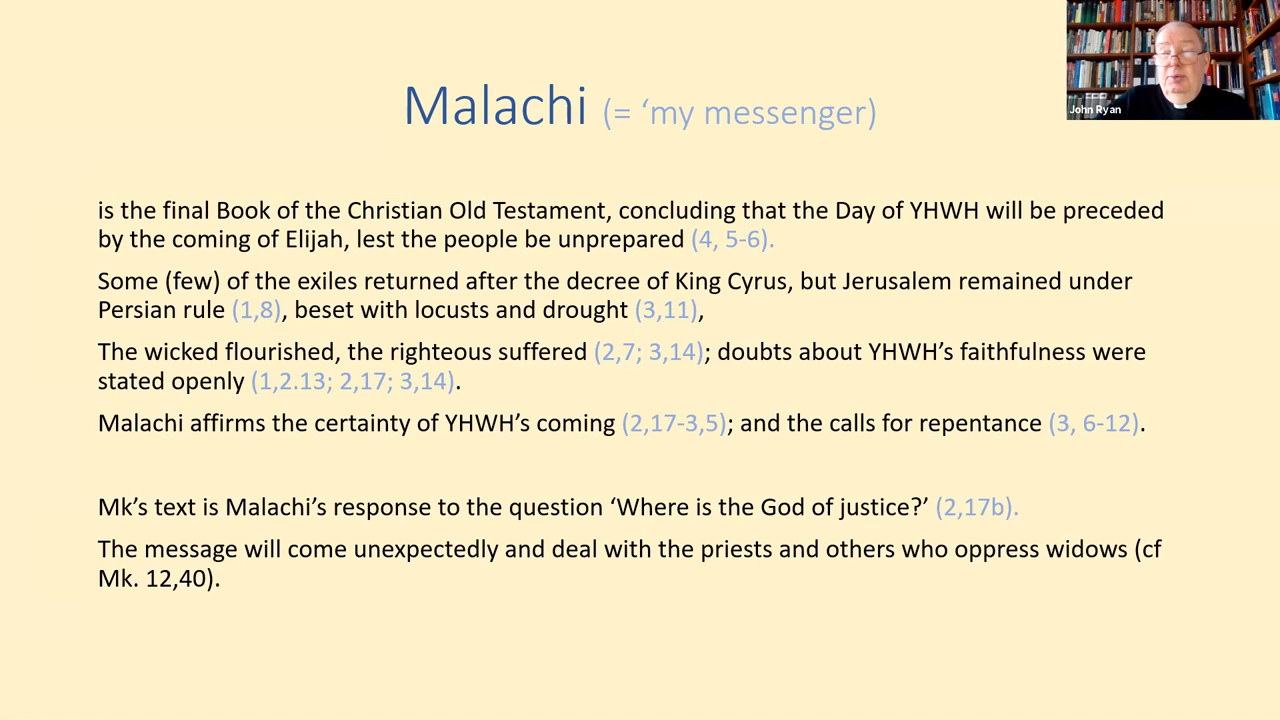 John Ryan
Malachi (= ‘my messenger)
is the final Book of the Christian Old Testament, concluding that the Day of YHWH will be preceded
by the coming of Elijah, lest the people be unprepared (4, 5-6).
Some (few) of the exiles returned after the decree of King Cyrus, but Jerusalem remained under
Persian rule (1,8), beset with locusts and drought (3,11),
The wicked flourished, the righteous suffered (2,7; 3,14); doubts about YHWH’s faithfulness were
stated openly (1,2.13; 2,17; 3,14).
Malachi affirms the certainty of YHWH’s coming (2,17-3,5); and the calls for repentance (3, 6-12).
Mk’s text is Malachi’s response to the question ‘Where is the God of justice?’ (2,17b).
The message will come unexpectedly and deal with the priests and others who oppress widows (cf
Mk. 12,40).